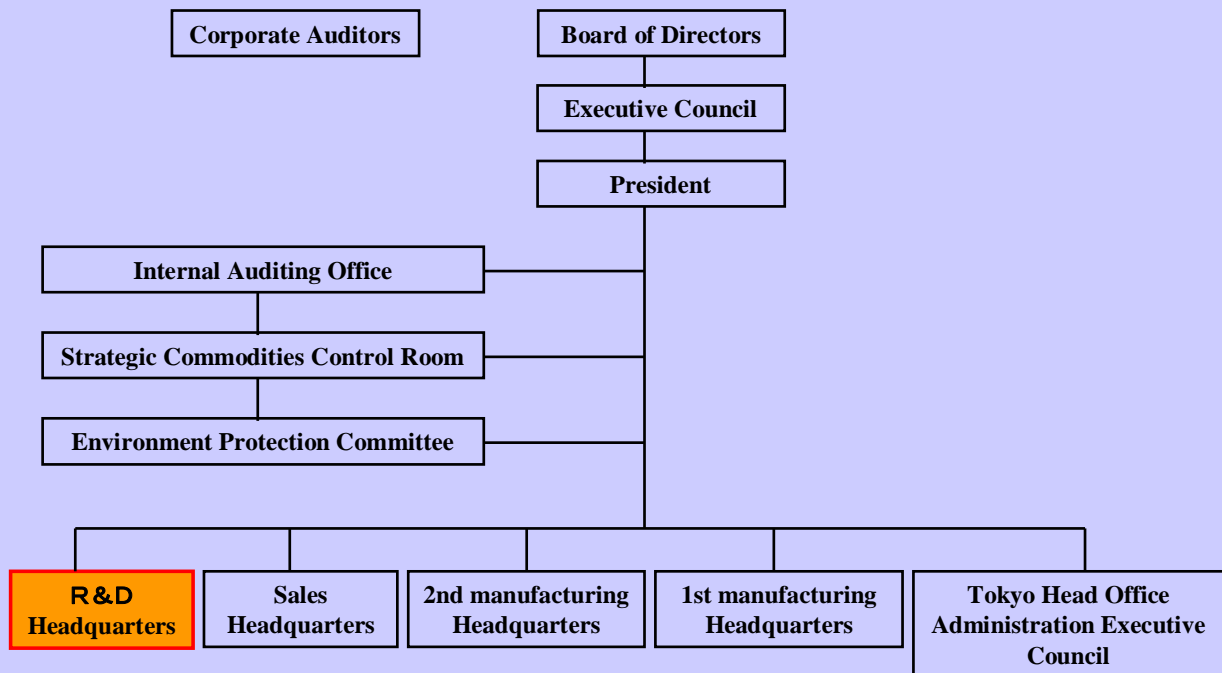 Corporate Auditors
Board of Directors
Executive Council
President
Internal Auditing Office
Strategic Commodities Control Room
Environment Protection Committee
R&D
Headquarters
Sales
Headquarters
2nd manufacturing
Headquarters
1st manufacturing
Headquarters
Tokyo Head Office
Administration Executive
Council